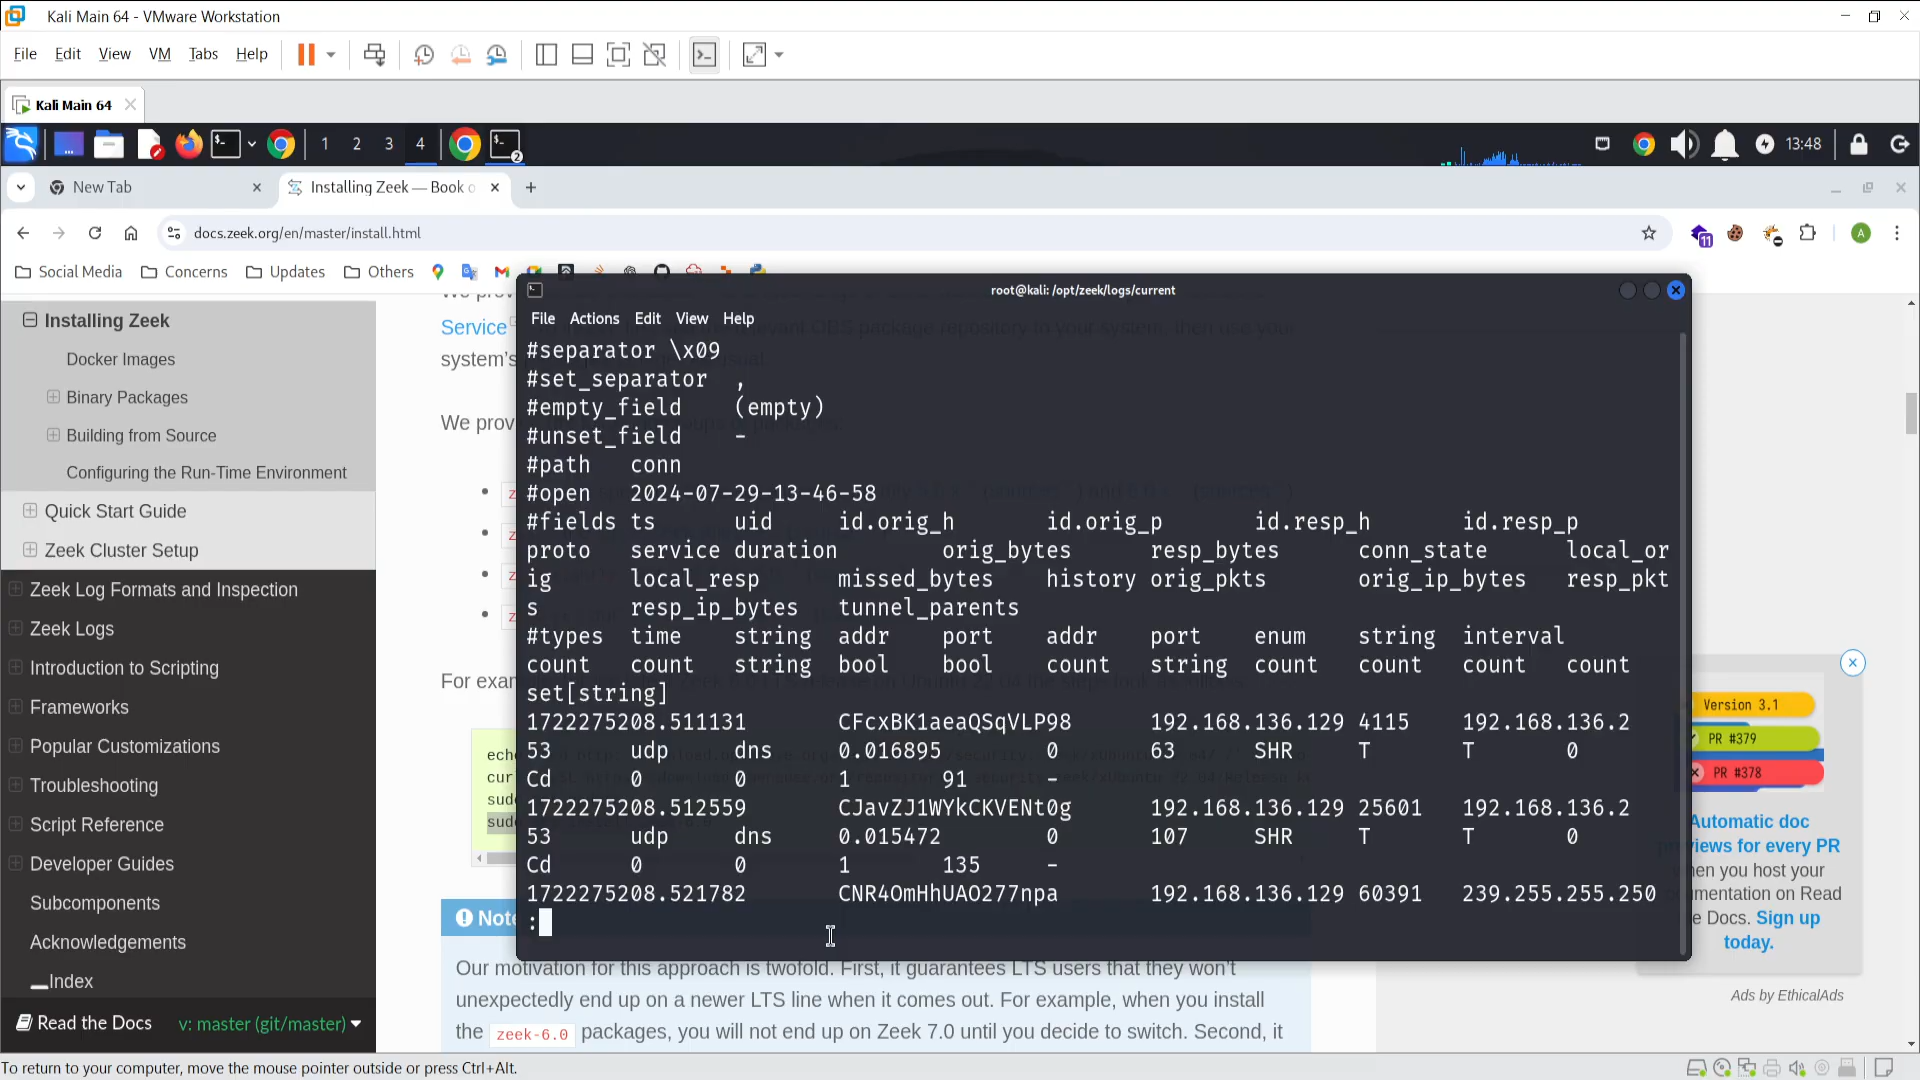 Kali Main 64 - VMware Workstation
File Edit View VM Tabs Help
Kali Main 64
1 2 3 4 2 13:48
New Tab
Installing Zeek — Book o
docs.zeek.org/en/master/install.html
11 A
Social Media Concerns Updates Others
root@kali: /opt/zeek/logs/current
File Actions Edit View Help
#separator \x09
#set_separator ,
#empty_field (empty)
#unset_field -
#path conn
#open 2024-07-29-13-46-58
#fields ts uid id.orig_h id.orig_p id.resp_h id.resp_p
proto service duration orig_bytes resp_bytes conn_state local_or
ig local_resp missed_bytes history orig_pkts orig_ip_bytes resp_pkt
s resp_ip_bytes tunnel_parents
#types time string addr port addr port enum string interval
count count string bool bool count string count count count count
set[string]
1722275208.511131 CFcxBK1aeaQSqVLP98 192.168.136.129 4115 192.168.136.2
53 udp dns 0.016895 0 63 SHR T T 0
Cd 0 0 1 91 -
1722275208.512559 CJavZJ1WYkCKVENt0g 192.168.136.129 25601 192.168.136.2
53 udp dns 0.015472 0 107 SHR T T 0
Cd 0 0 1 135 -
1722275208.521782 CNR4OmHhUAO277npa 192.168.136.129 60391 239.255.255.250
:
Installing Zeek
Docker Images
Binary Packages
Building from Source
Configuring the Run-Time Environment
Quick Start Guide
Zeek Cluster Setup
Zeek Log Formats and Inspection
Zeek Logs
Introduction to Scripting
Frameworks
Popular Customizations
Troubleshooting
Script Reference
Developer Guides
Subcomponents
Acknowledgements
Index
Read the Docs v: master (git/master)
Service
system's
We prov
For exam
echo
cur
sud
sud
Note
Our motivation for this approach is twofold. First, it guarantees LTS users that they won't
unexpectedly end up on a newer LTS line when it comes out. For example, when you install
the zeek-6.0 packages, you will not end up on Zeek 7.0 until you decide to switch. Second, it
Version 3.1
PR #379
PR #378
Automatic doc
views for every PR
when you host your
umentation on Read
e Docs. Sign up
today.
Ads by EthicalAds
To return to your computer, move the mouse pointer outside or press Ctrl+Alt.